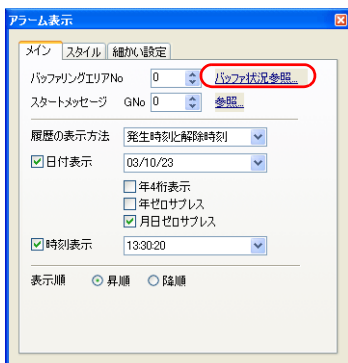 アラーム表示
メイン スタイル 細かい設定
バッファリングエリアNo 0 バッファ状況参照...
スタートメッセージ GNo 0 参照...
履歴の表示方法 発生時刻と解除時刻
日付表示 03/10/23
年4桁表示
年ゼロサプレス
月日ゼロサプレス
時刻表示 13:30:20
表示順 昇順 降順